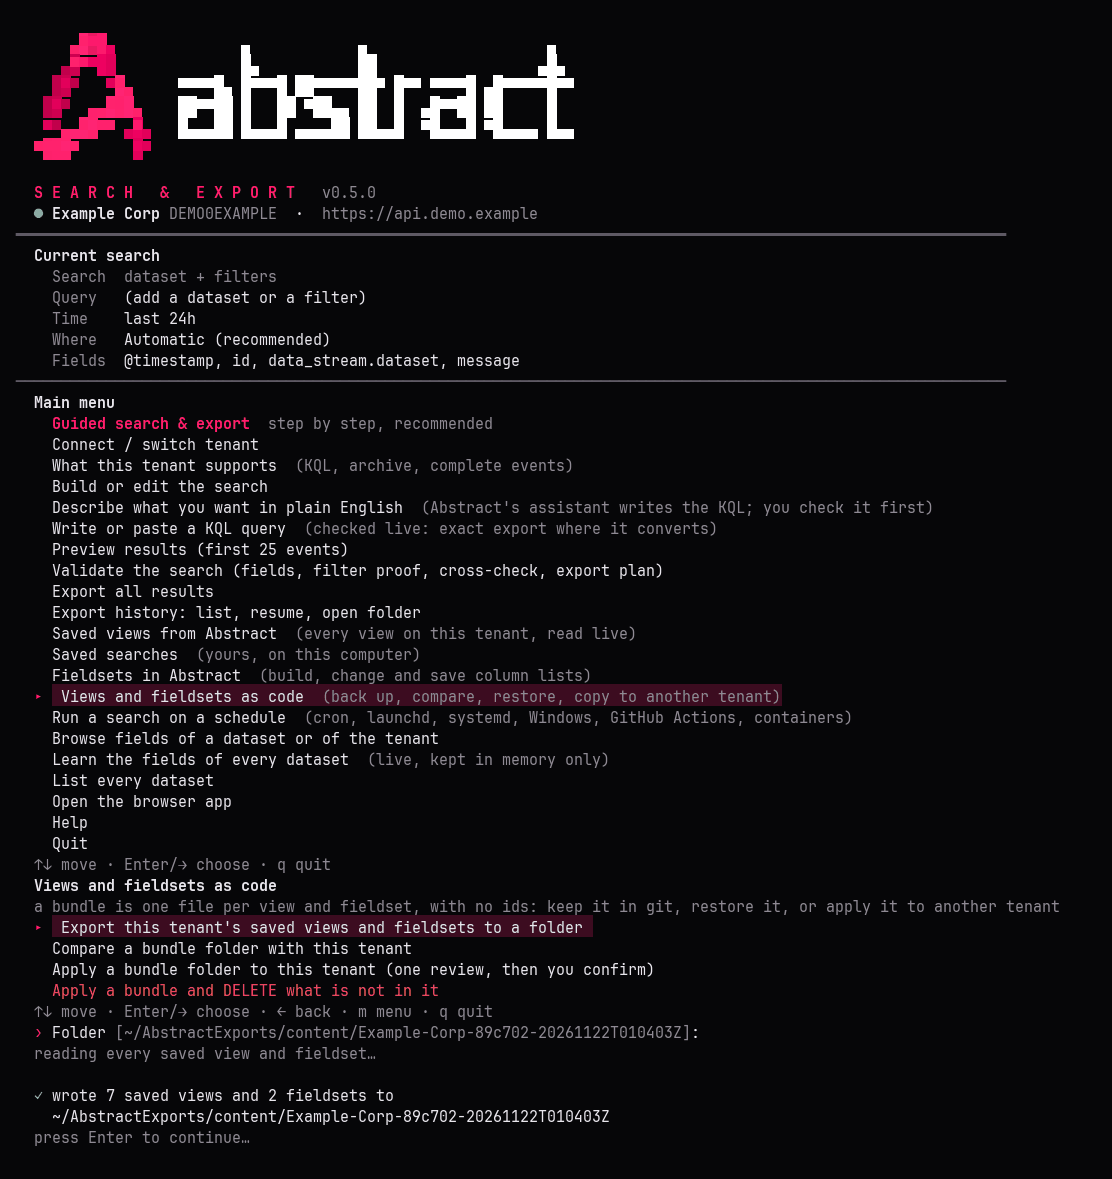 abstract
SEARCH & EXPORT v0.5.0
● Example Corp DEMO0EXAMPLE · https://api.demo.example
Current search
Search dataset + filters
Query (add a dataset or a filter)
Time last 24h
Where Automatic (recommended)
Fields @timestamp, id, data_stream.dataset, message
Main menu
Guided search & export step by step, recommended
Connect / switch tenant
What this tenant supports (KQL, archive, complete events)
Build or edit the search
Describe what you want in plain English (Abstract's assistant writes the KQL; you check it first)
Write or paste a KQL query (checked live: exact export where it converts)
Preview results (first 25 events)
Validate the search (fields, filter proof, cross-check, export plan)
Export all results
Export history: list, resume, open folder
Saved views from Abstract (every view on this tenant, read live)
Saved searches (yours, on this computer)
Fieldsets in Abstract (build, change and save column lists)
▸ Views and fieldsets as code (back up, compare, restore, copy to another tenant)
Run a search on a schedule (cron, launchd, systemd, Windows, GitHub Actions, containers)
Browse fields of a dataset or of the tenant
Learn the fields of every dataset (live, kept in memory only)
List every dataset
Open the browser app
Help
Quit
↑↓ move · Enter/→ choose · q quit
Views and fieldsets as code
a bundle is one file per view and fieldset, with no ids: keep it in git, restore it, or apply it to another tenant
▸ Export this tenant's saved views and fieldsets to a folder
Compare a bundle folder with this tenant
Apply a bundle folder to this tenant (one review, then you confirm)
Apply a bundle and DELETE what is not in it
↑↓ move · Enter/→ choose · ← back · m menu · q quit
› Folder [~/AbstractExports/content/Example-Corp-89c702-20261122T010403Z]:
reading every saved view and fieldset…
✓ wrote 7 saved views and 2 fieldsets to
~/AbstractExports/content/Example-Corp-89c702-20261122T010403Z
press Enter to continue…